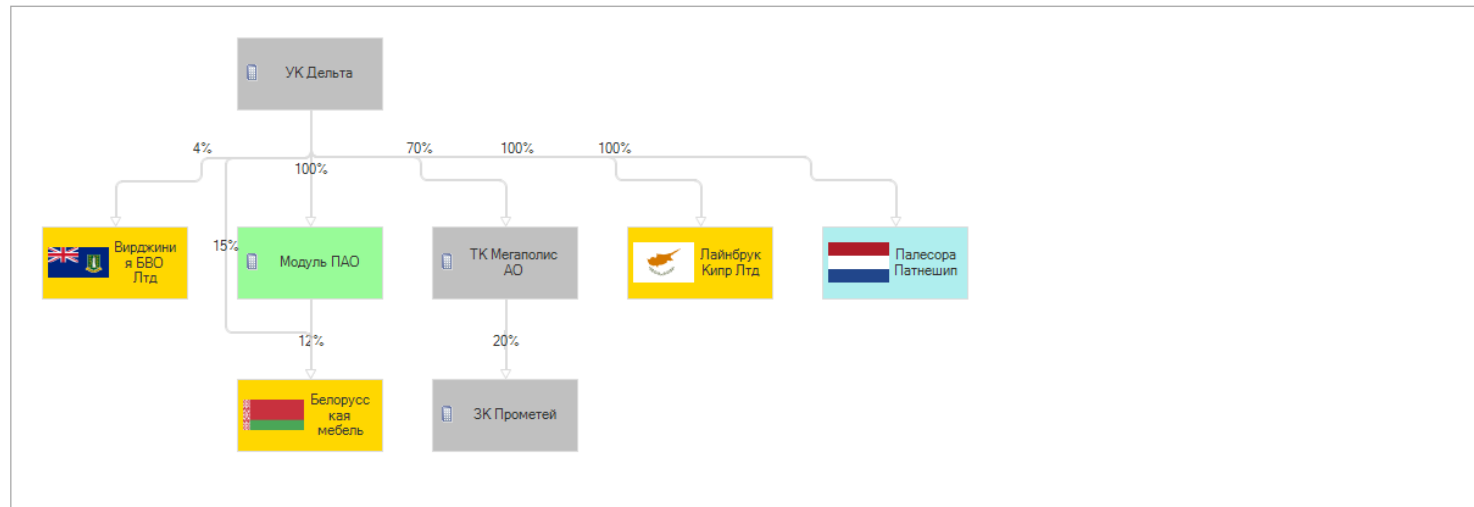 УК Дельта
4%
70%
100%
100%
100%
15%
Вирджини
я БВО
Лтд
Модуль ПАО
ТК Мегаполис
АО
Лайнбрук
Кипр Лтд
Палесора
Патнешип
12%
20%
Белорусс
кая
мебель
ЗК Прометей